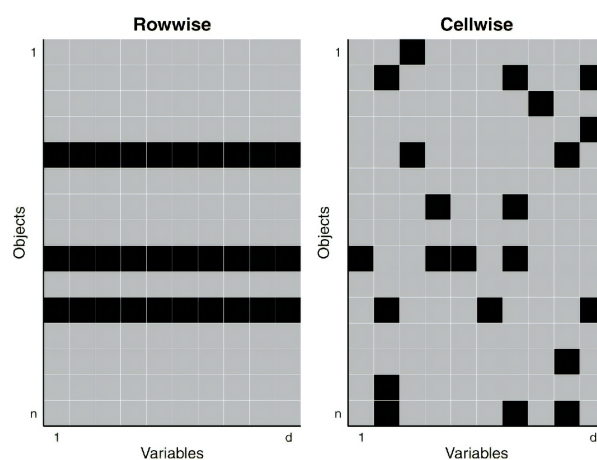 Rowwise
1
Objects
n
1
d
Variables
Cellwise
1
Objects
n
1
d
Variables